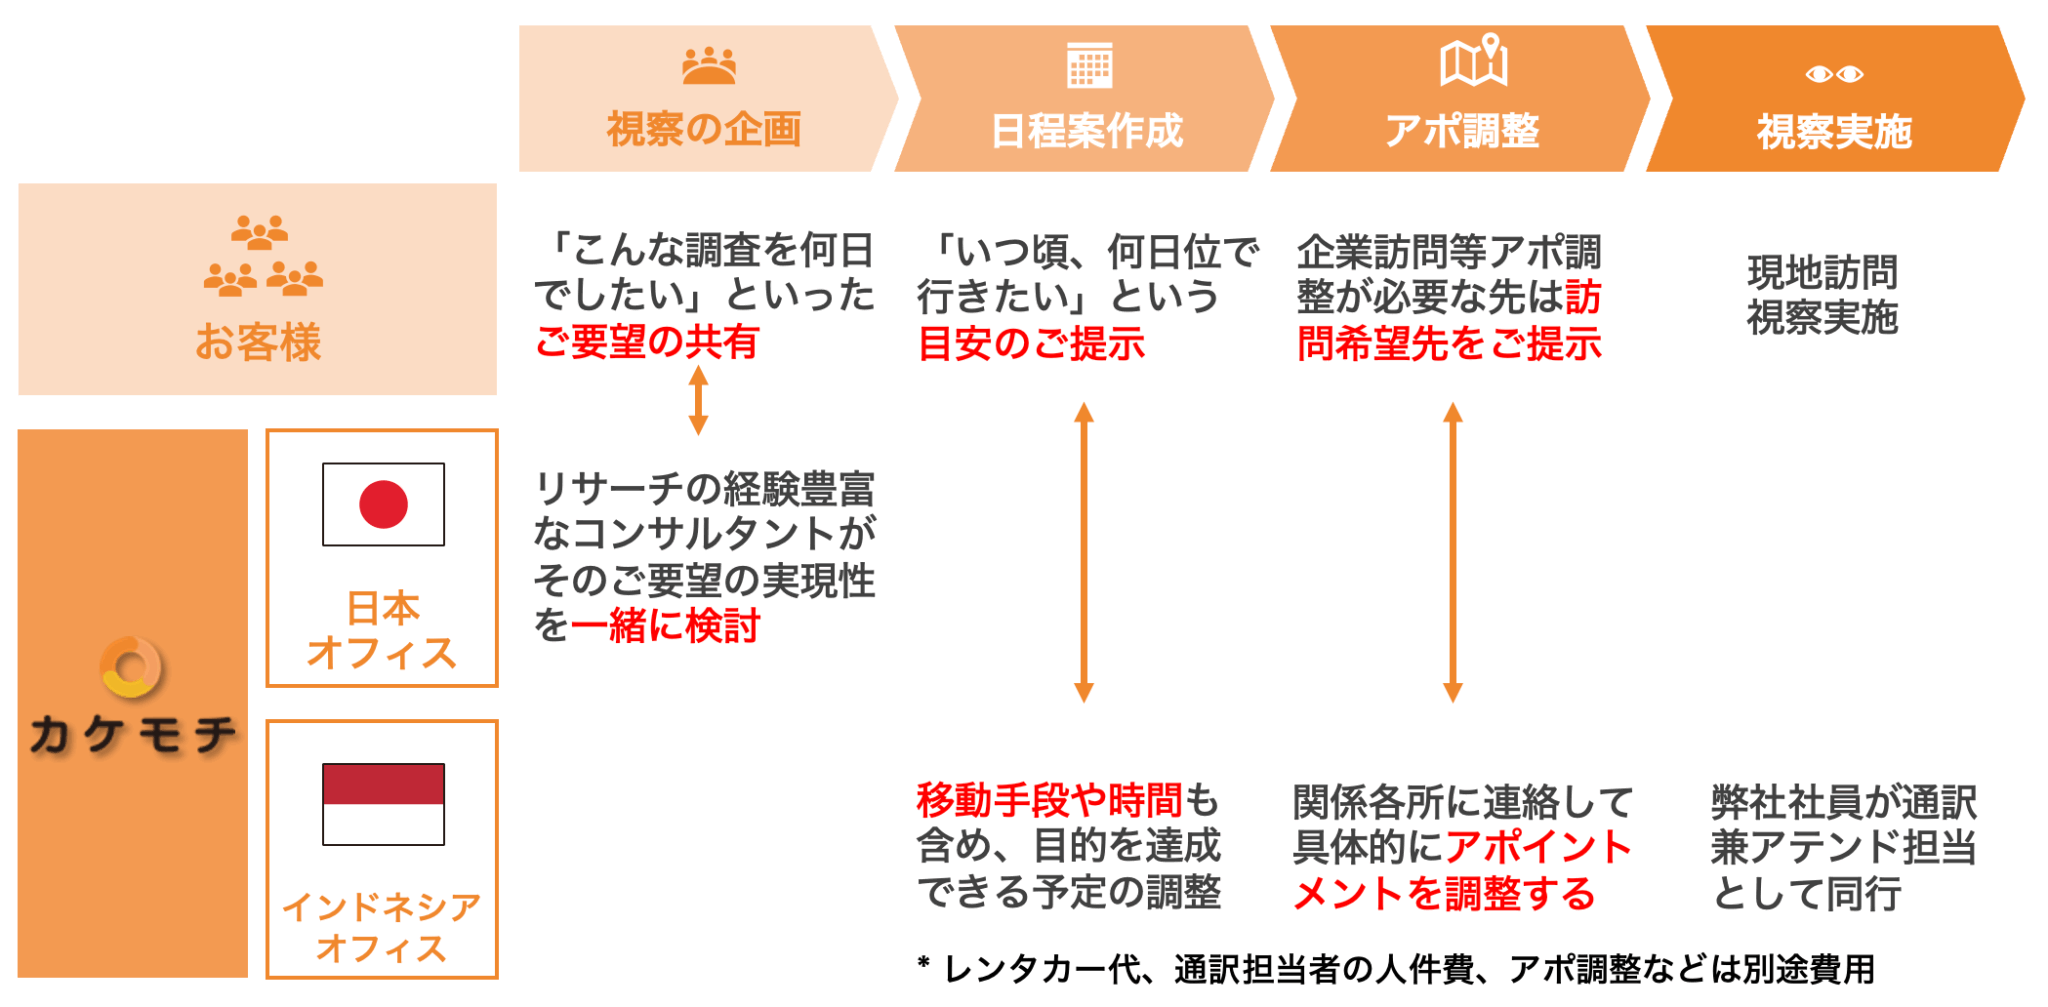 視察の企画
日程案作成
アポ調整
視察実施
お客様
「こんな調査を何日
でしたい」といった
ご要望の共有
「いつ頃、何日位で
行きたい」という
目安のご提示
企業訪問等アポ調
整が必要な先は訪
問希望先をご提示
現地訪問
視察実施
カケモチ
日本
オフィス
リサーチの経験豊富
なコンサルタントが
そのご要望の実現性
を一緒に検討
インドネシア
オフィス
移動手段や時間も
含め、目的を達成
できる予定の調整
関係各所に連絡して
具体的にアポイント
メントを調整する
弊社社員が通訳
兼アテンド担当
として同行
* レンタカー代、通訳担当者の人件費、アポ調整などは別途費用